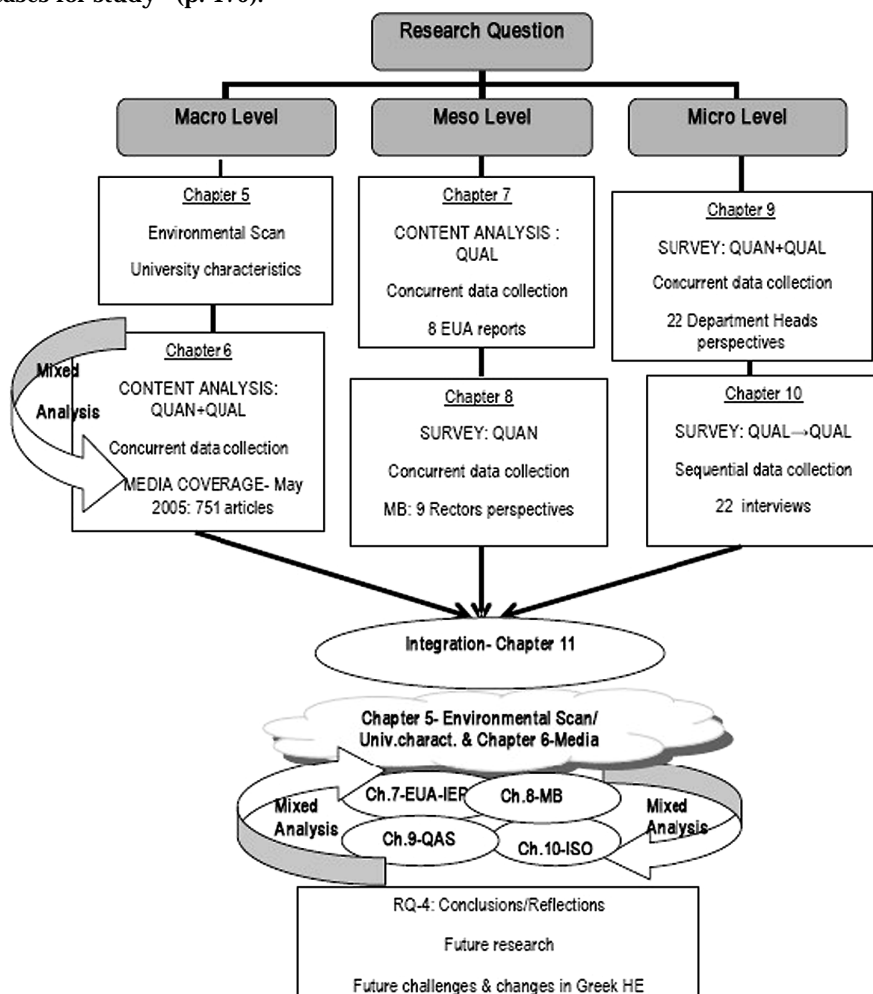 cases for study” (p. 170).
Research Question
Macro Level
Meso Level
Micro Level
Chapter 5
Environmental Scan
University characteristics
Mixed
Analysis
Chapter 6
CONTENT ANALYSIS:
QUAN+QUAL
Concurrent data collection
MEDIA COVERAGE- May
2005: 751 articles
Chapter 7
CONTENT ANALYSIS :
QUAL
Concurrent data collection
8 EUA reports
Chapter 8
SURVEY: QUAN
Concurrent data collection
MB: 9 Rectors perspectives
Chapter 9
SURVEY: QUAN+QUAL
Concurrent data collection
22 Department Heads
perspectives
Chapter 10
SURVEY: QUAL→QUAL
Sequential data collection
22 interviews
Integration- Chapter 11
Chapter 5- Environmental Scan/
Univ.charact. & Chapter 6-Media
Mixed
Analysis
Ch.7-EUA-IEP
Ch.8-MB
Ch.9-QAS
Ch.10-ISO
Mixed
Analysis
RQ-4: Conclusions/Reflections
Future research
Future challenges & changes in Greek HE